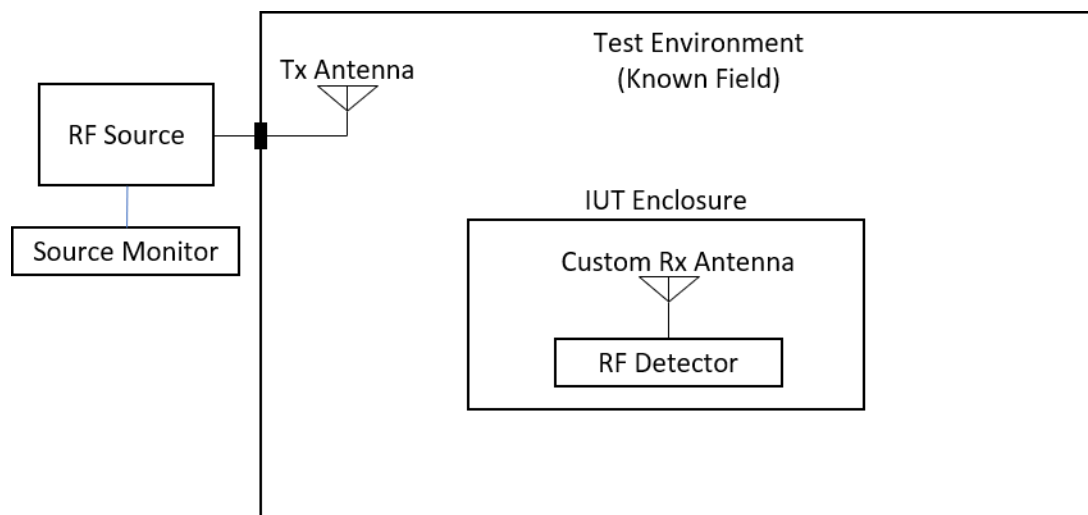 Test Environment
(Known Field)
Tx Antenna
RF Source
Source Monitor
IUT Enclosure
Custom Rx Antenna
RF Detector